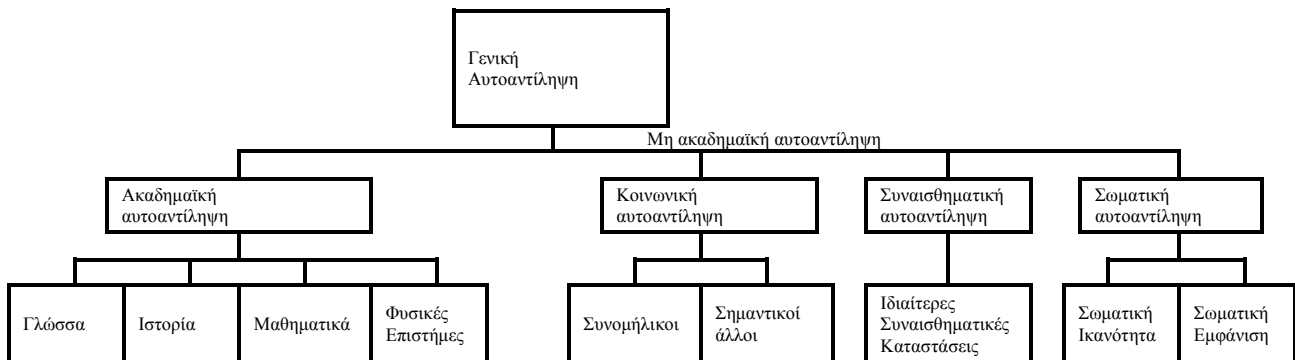 Γενική
Αυτοαντίληψη
Μη ακαδημαϊκή αυτοαντίληψη
Ακαδημαϊκή
αυτοαντίληψη
Κοινωνική
αυτοαντίληψη
Συναισθηματική
αυτοαντίληψη
Σωματική
αυτοαντίληψη
Γλώσσα
Ιστορία
Μαθηματικά
Φυσικές
Επιστήμες
Συνομήλικοι
Σημαντικοί
άλλοι
Ιδιαίτερες
Συναισθηματικές
Καταστάσεις
Σωματική
Ικανότητα
Σωματική
Εμφάνιση